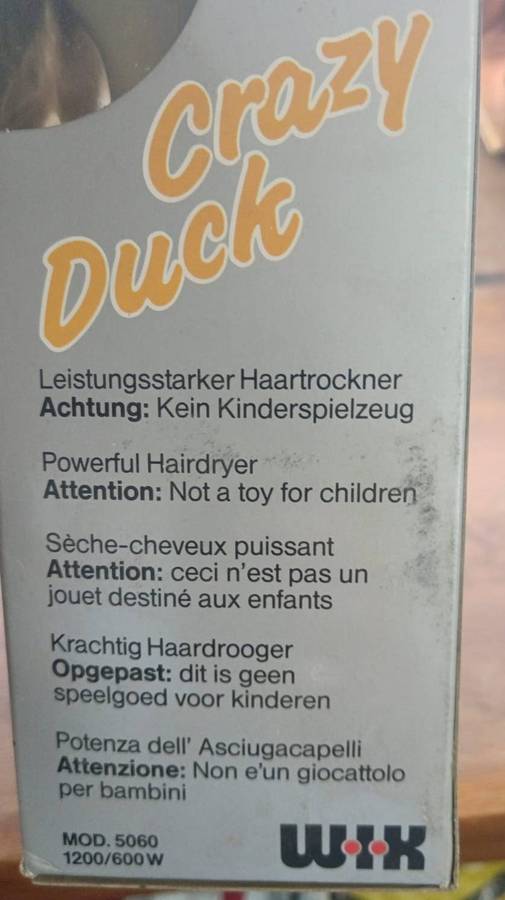 Crazy
Duck
Leistungsstarker Haartrockner
Achtung: Kein Kinderspielzeug
Powerful Hairdryer
Attention: Not a toy for children
Sèche-cheveux puissant
Attention: ceci n'est pas un
jouet destiné aux enfants
Krachtig Haardrooger
Opgepast: dit is geen
speelgoed voor kinderen
Potenza dell' Asciugacapelli
Attenzione: Non e'un giocattolo
per bambini
MOD. 5060
1200/600 W
WIK